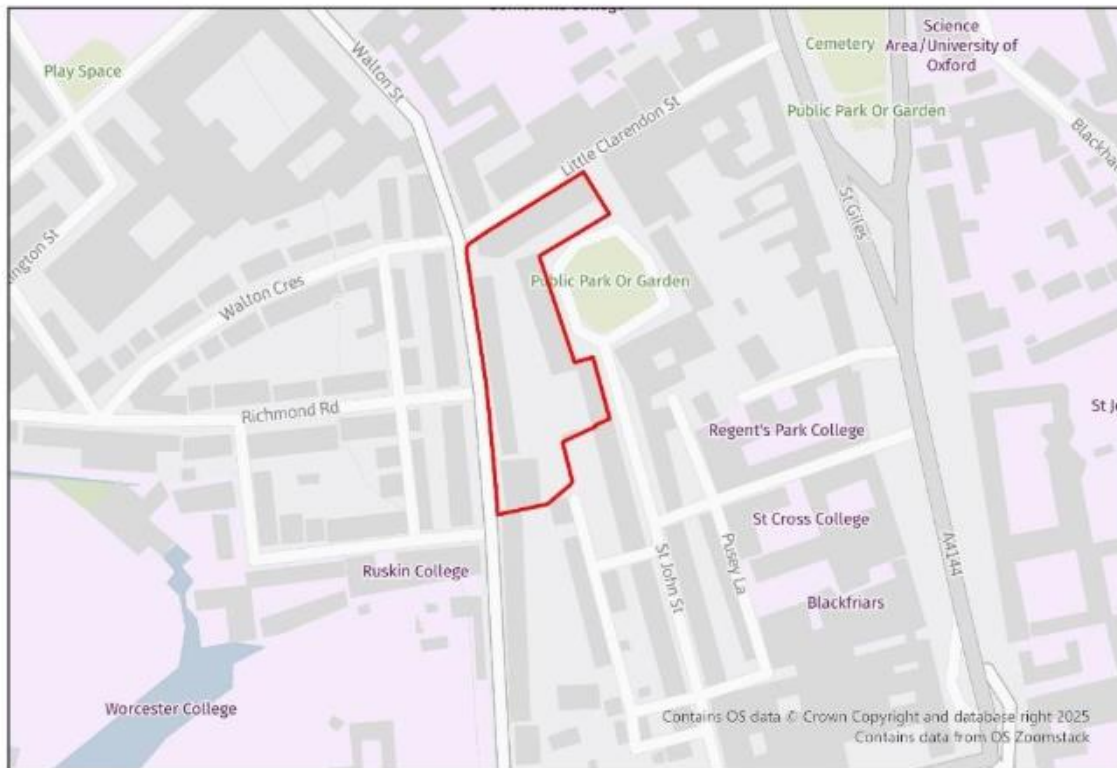 Science
Area/University of
Oxford
Cemetery
Play Space
Walton St
Public Park Or Garden
Little Clarendon St
St Giles
Public Park Or Garden
Walton Cres
Richmond Rd
Regent's Park College
St Cross College
Ruskin College
St John St
Pusey La
A4144
Blackfriars
Worcester College
Contains OS data © Crown Copyright and database right 2025
Contains data from OS Zoomstack